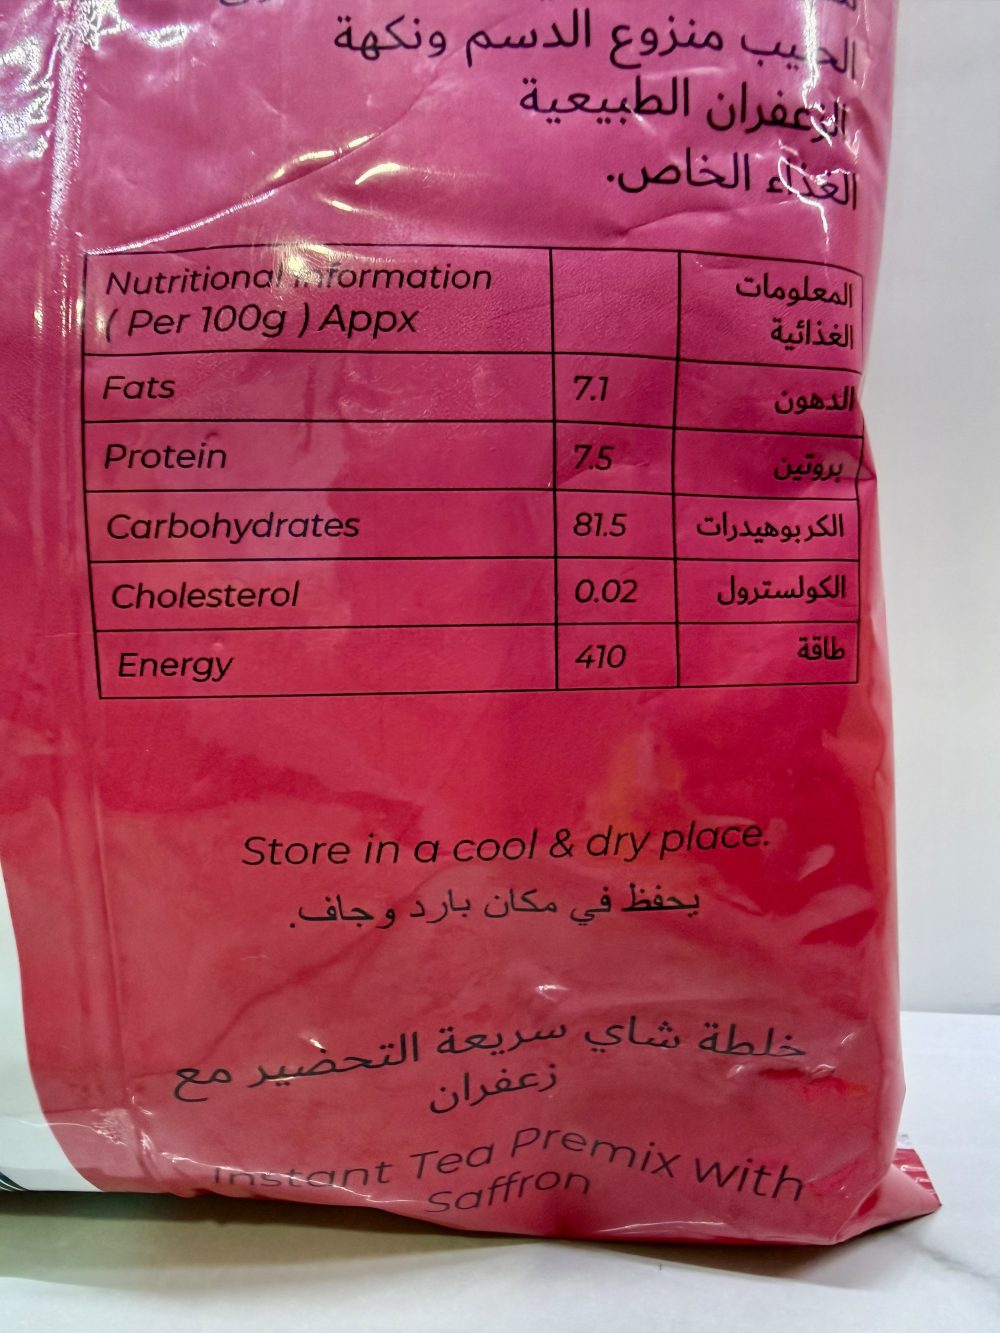 الحليب منزوع الدسم ونكهة
الزعفران الطبيعية
الغذاء الخاص.
Nutritional information
( Per 100g ) Appx
المعلومات
الغذائية
Fats 7.1 الدهون
Protein 7.5 بروتين
Carbohydrates 81.5 الكربوهيدرات
Cholesterol 0.02 الكولسترول
Energy 410 طاقة
Store in a cool & dry place.
يحفظ في مكان بارد و جاف.
خلطة شاي سريعة التحضير مع
زعفران
Instant Tea Premix with
Saffron